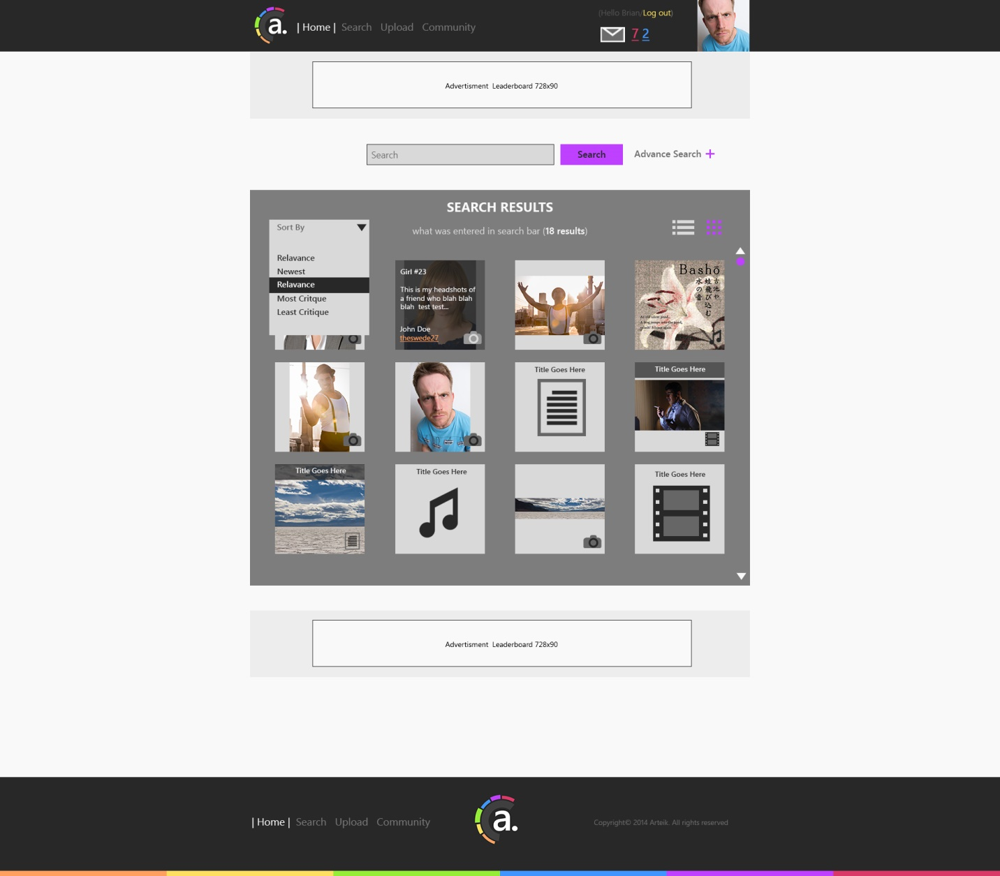 a.
| Home | Search Upload Community
(Hello Brian/Log out)
7 2
Advertisment Leaderboard 728x90
Search
Search
Advance Search
SEARCH RESULTS
what was entered in search bar (18 results)
Sort By
Relavance
Newest
Relavance
Most Critque
Least Critique
Girl #23
This is my headshots of
a friend who blah blah
blah test test...
John Doe
theswede27
Bashō
古池や
蛙飛び込む
水の音
An old silent pond...
A frog jumps into the pond,
splash! Silence again...
Title Goes Here
Title Goes Here
Title Goes Here
Title Goes Here
Title Goes Here
Advertisment Leaderboard 728x90
| Home | Search Upload Community
a.
Copyright© 2014 Arteik. All rights reserved